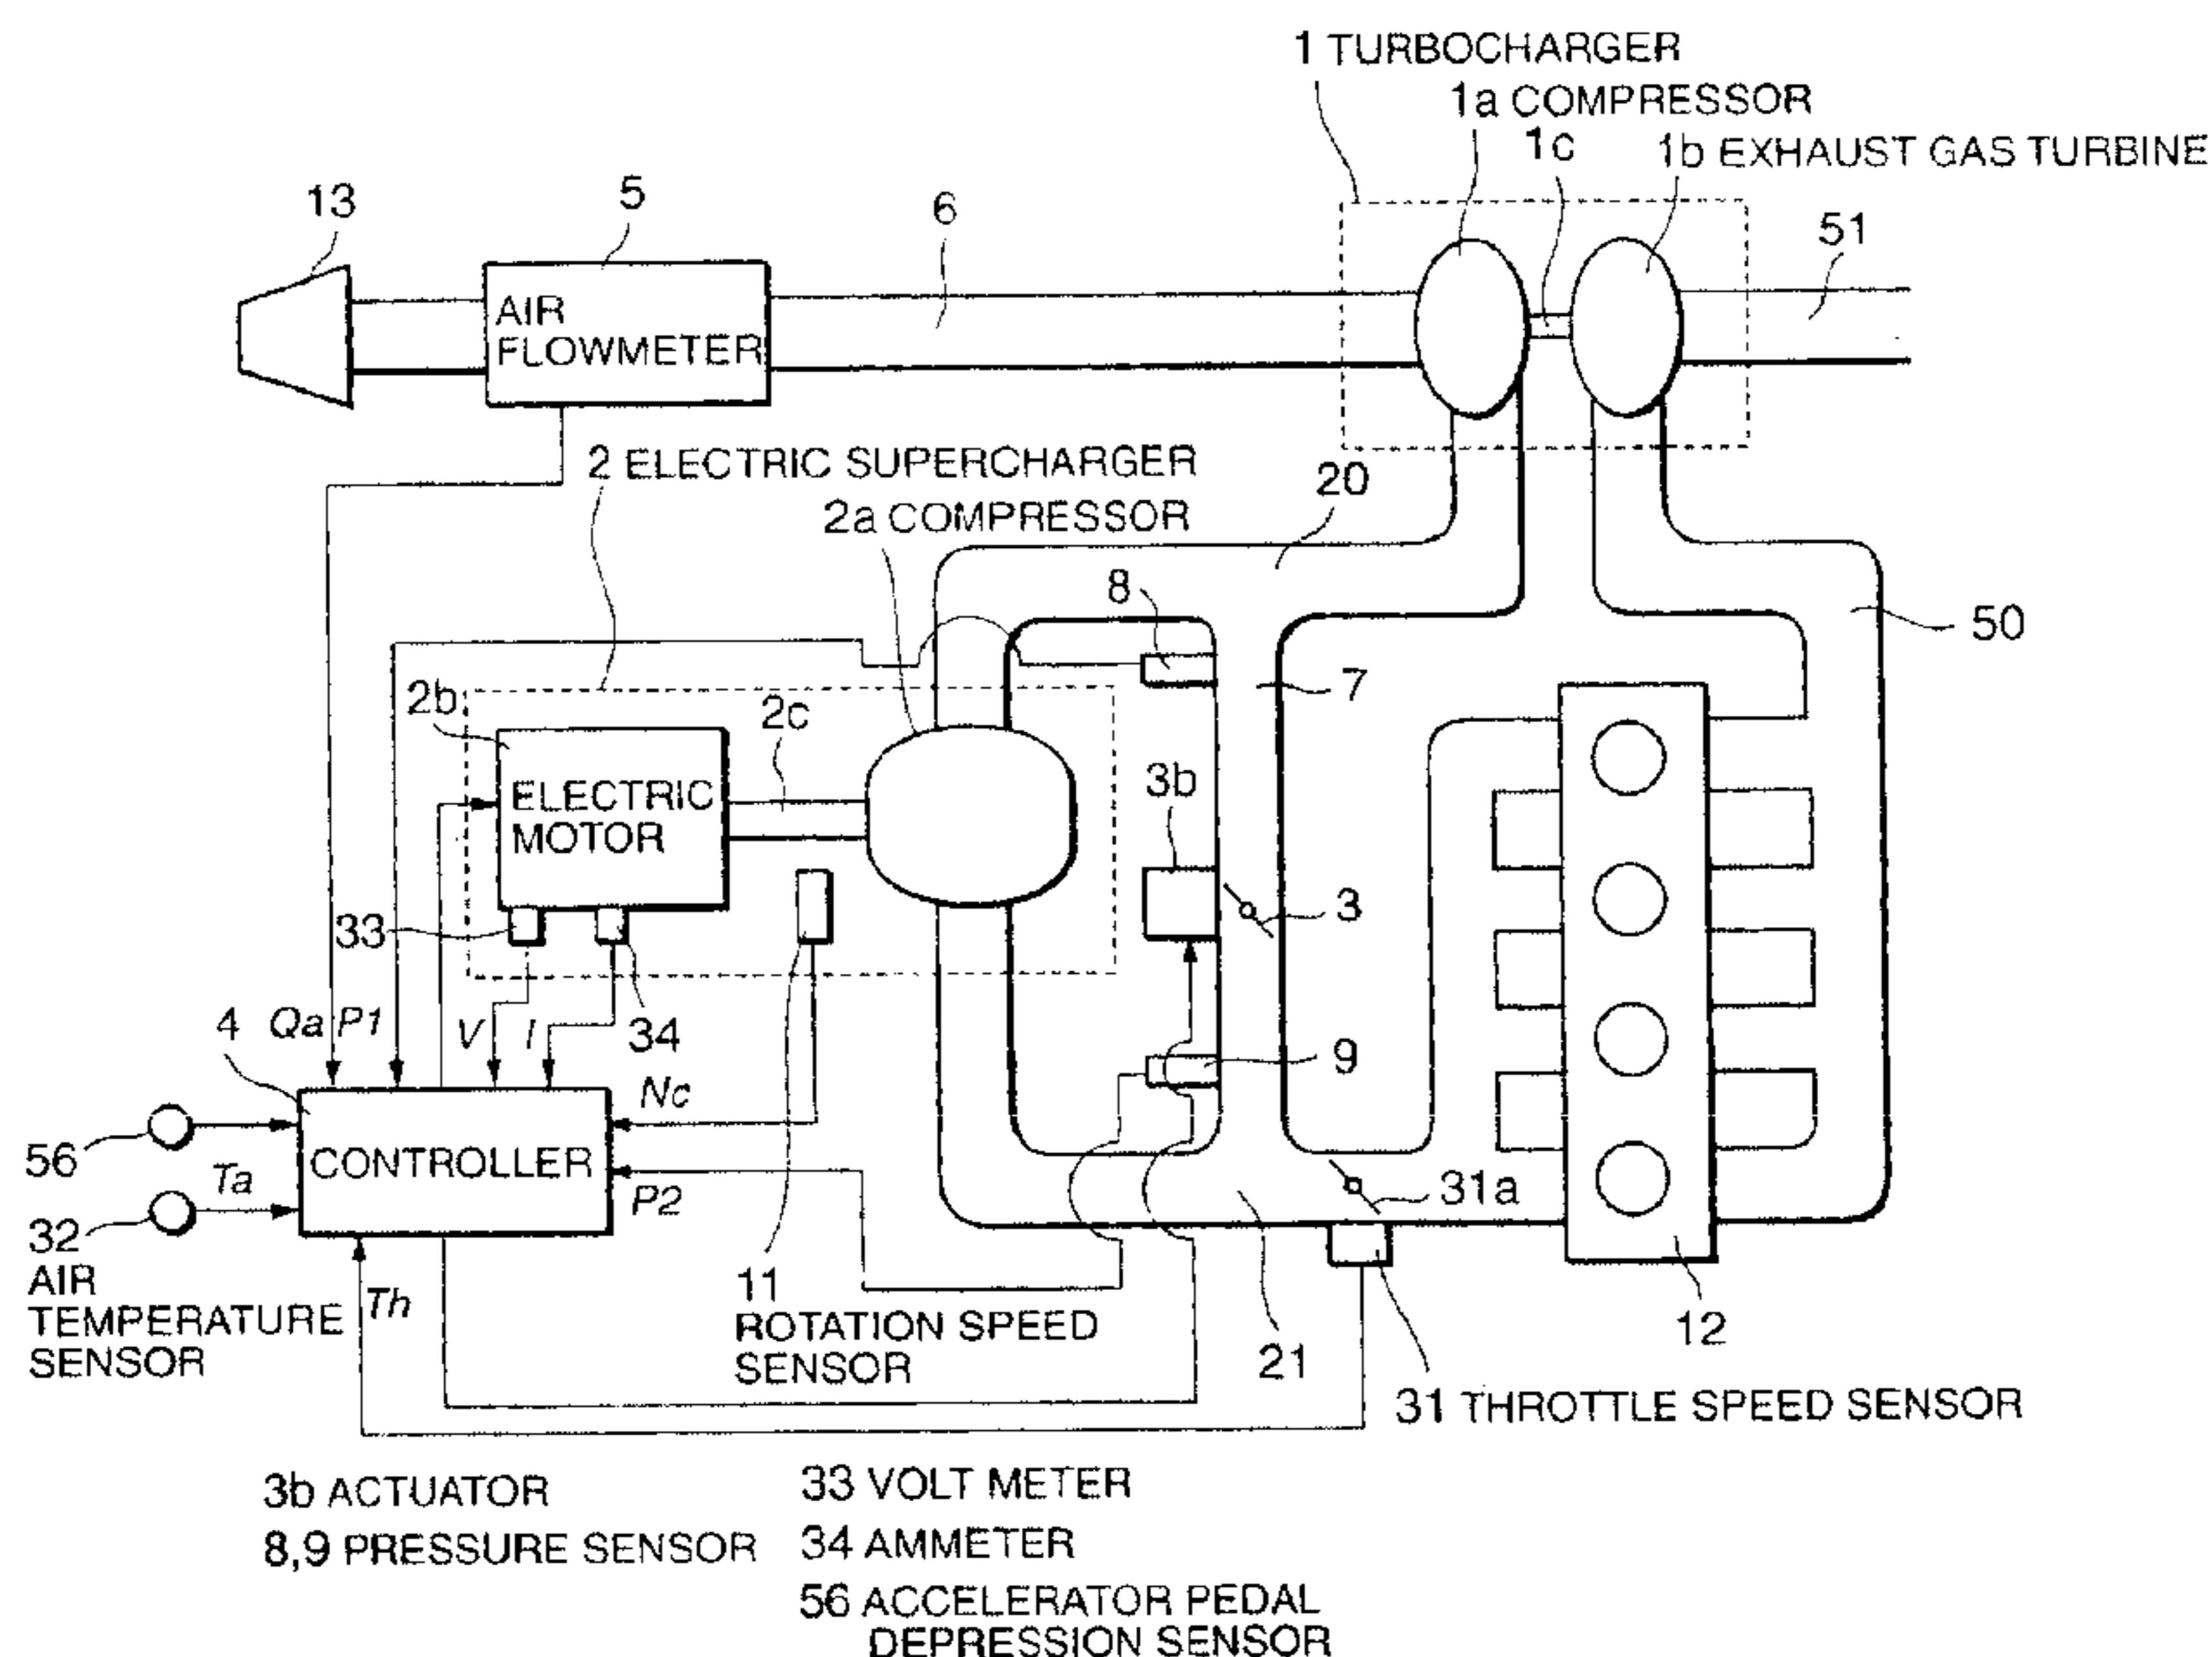 1 TURBOCHARGER
1a COMPRESSOR
1c
1b EXHAUST GAS TURBINE
13
5
6
51
AIR
FLOWMETER
2 ELECTRIC SUPERCHARGER
2a COMPRESSOR
20
8
50
7
2b
2c
ELECTRIC
MOTOR
3b
3
33
34
4
Qa
P1
V
I
9
Nc
56
CONTROLLER
Ta
P2
31a
32
AIR
TEMPERATURE
SENSOR
Th
11
ROTATION SPEED
SENSOR
21
12
31 THROTTLE SPEED SENSOR
3b ACTUATOR
8,9 PRESSURE SENSOR
33 VOLT METER
34 AMMETER
56 ACCELERATOR PEDAL
DEPRESSION SENSOR